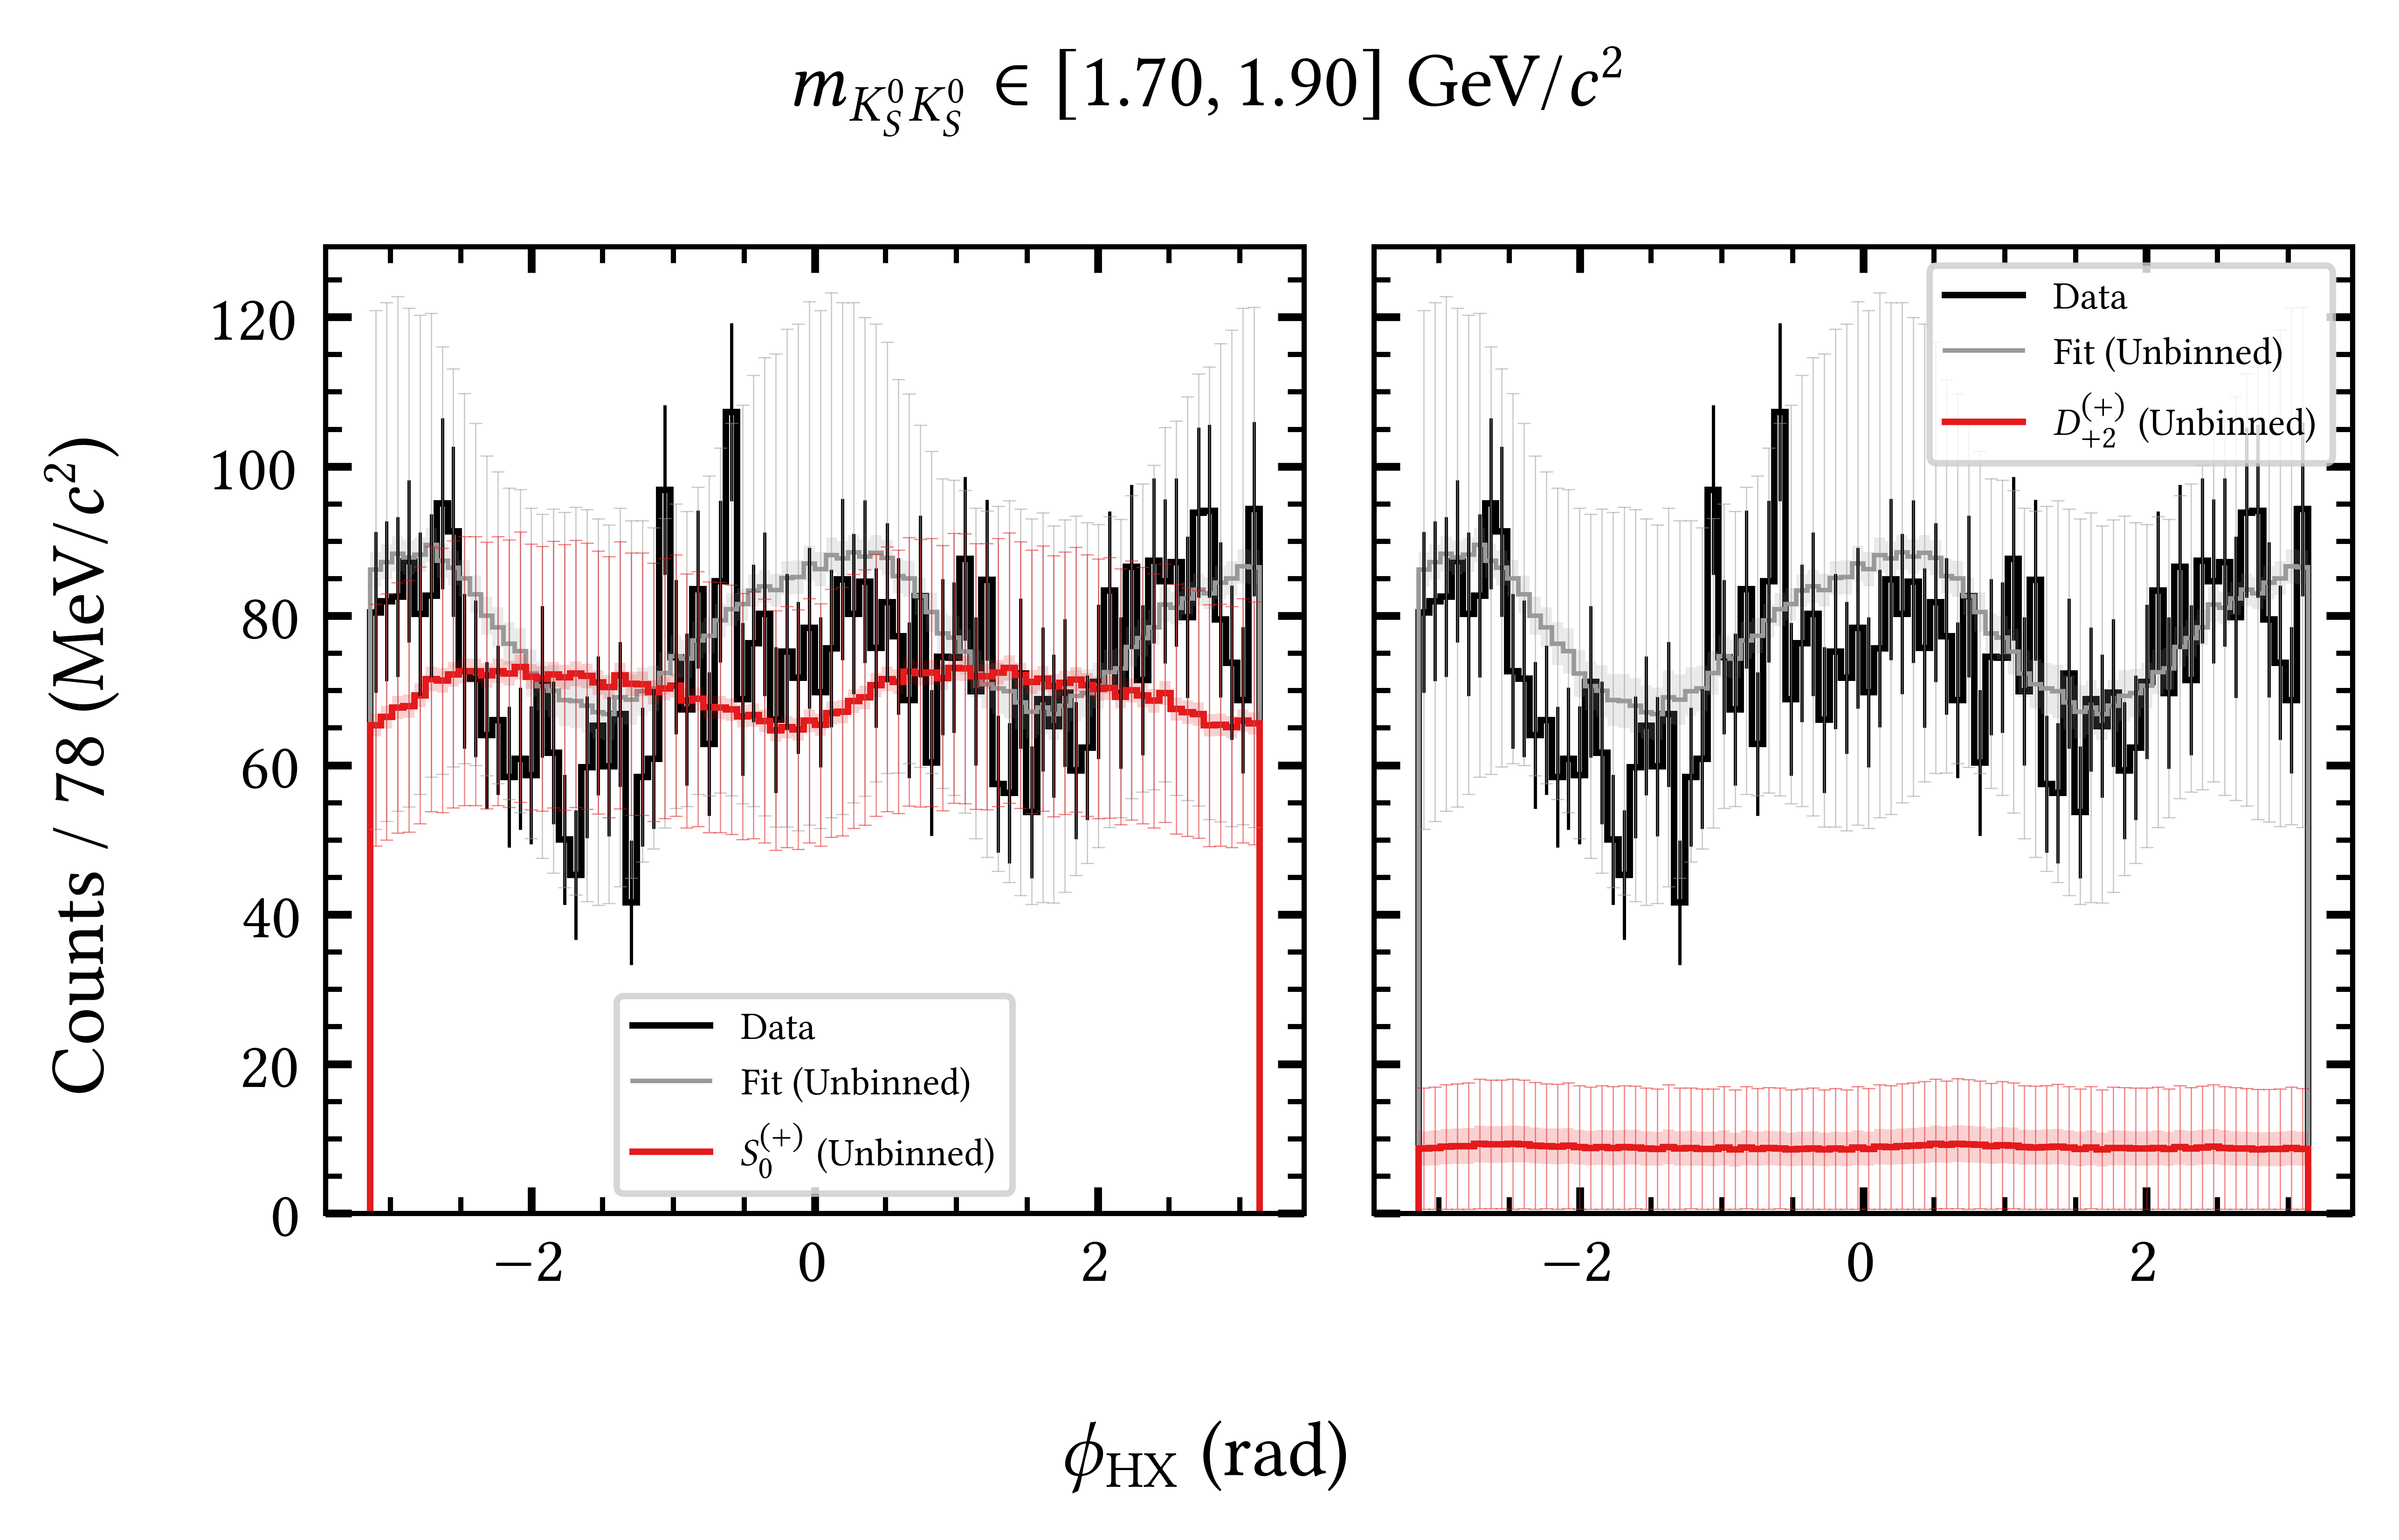 m_{K_S^0 K_S^0} ∈ [1.70, 1.90] GeV/c²
Counts / 78 (MeV/c²)
120
100
80
60
40
20
0
Data
Fit (Unbinned)
S_0^{(+)} (Unbinned)
−2 0 2
Data
Fit (Unbinned)
D_{+2}^{(+)} (Unbinned)
−2 0 2
ϕ_{HX} (rad)